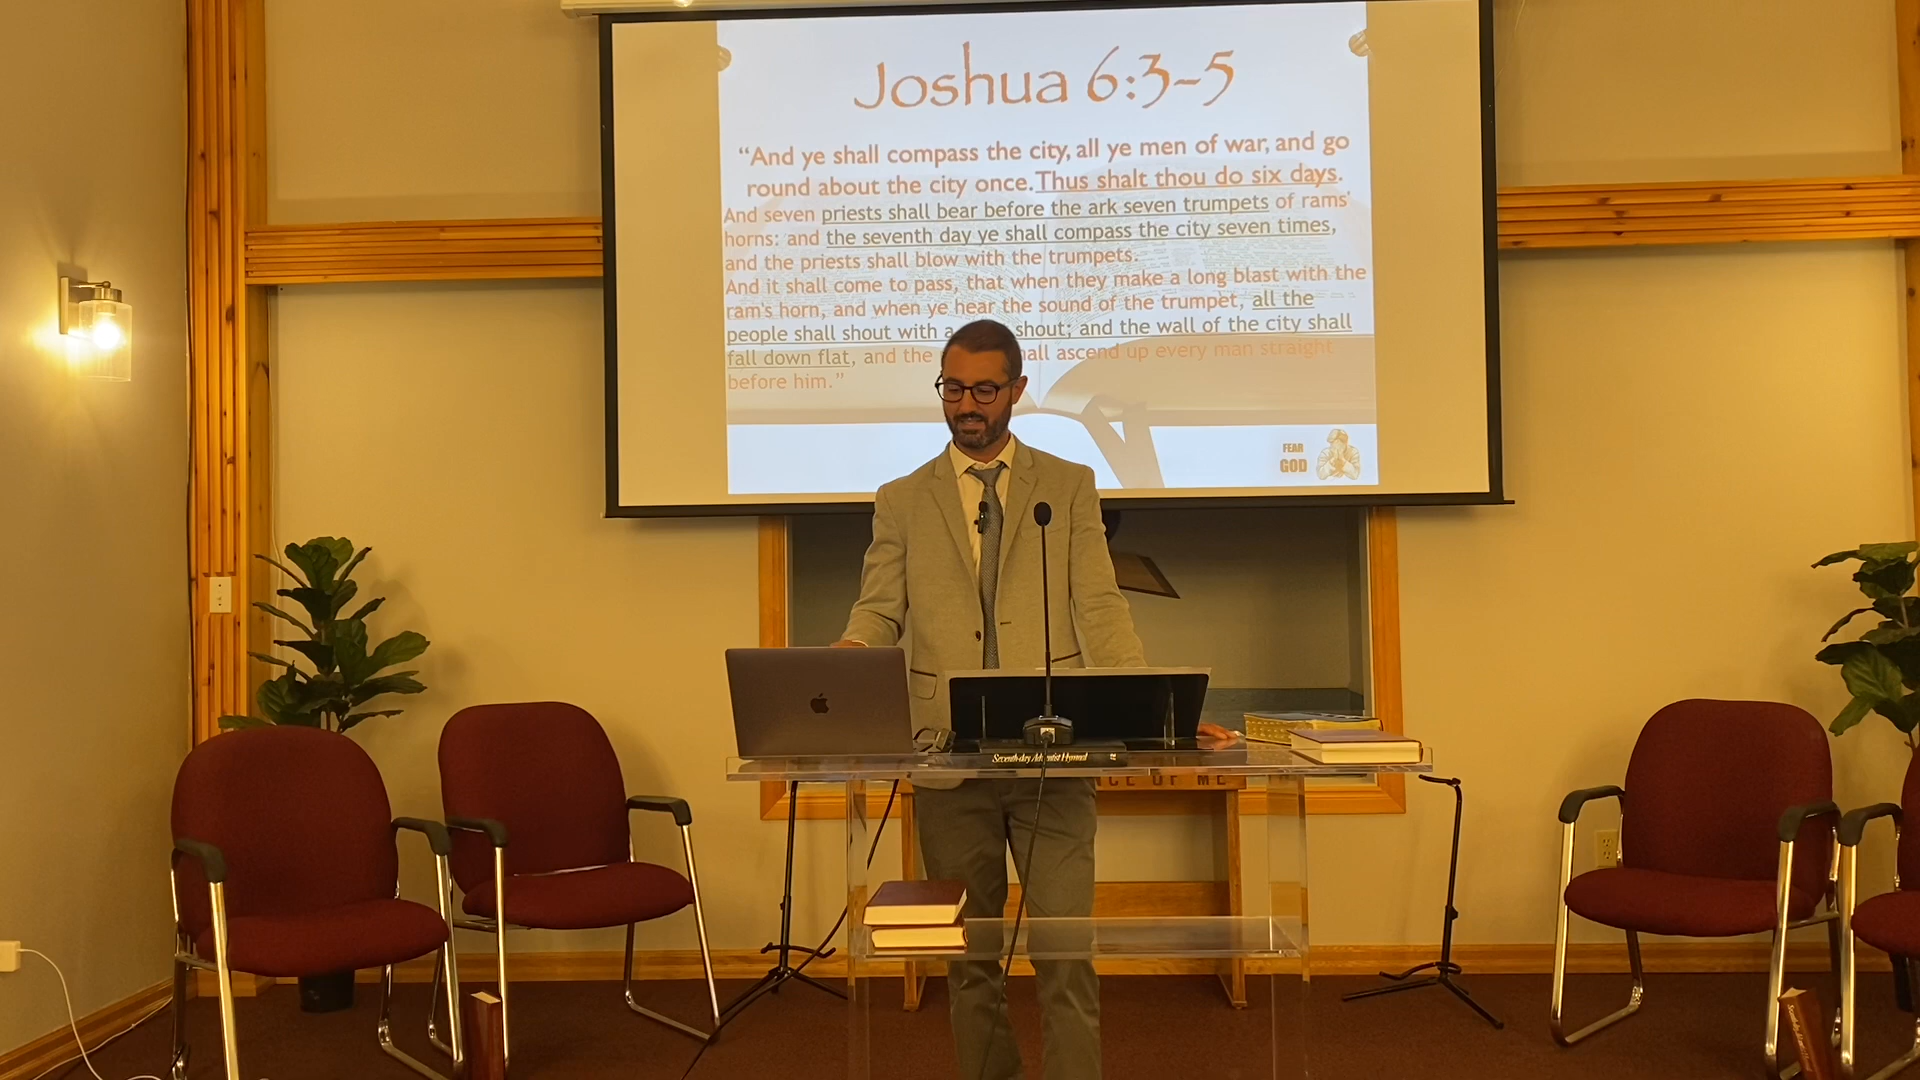 Joshua 6:3-5
“And ye shall compass the city, all ye men of war, and go
round about the city once. Thus shalt thou do six days.
And seven priests shall bear before the ark seven trumpets of rams'
horns: and the seventh day ye shall compass the city seven times,
and the priests shall blow with the trumpets.
And it shall come to pass, that when they make a long blast with the
ram's horn, and when ye hear the sound of the trumpet, all the
people shall shout with a shout; and the wall of the city shall
fall down flat, and the hall ascend up every man straight
before him.”
FEAR
GOD
Seventh-day Adventist Hymnal
CE OF ME